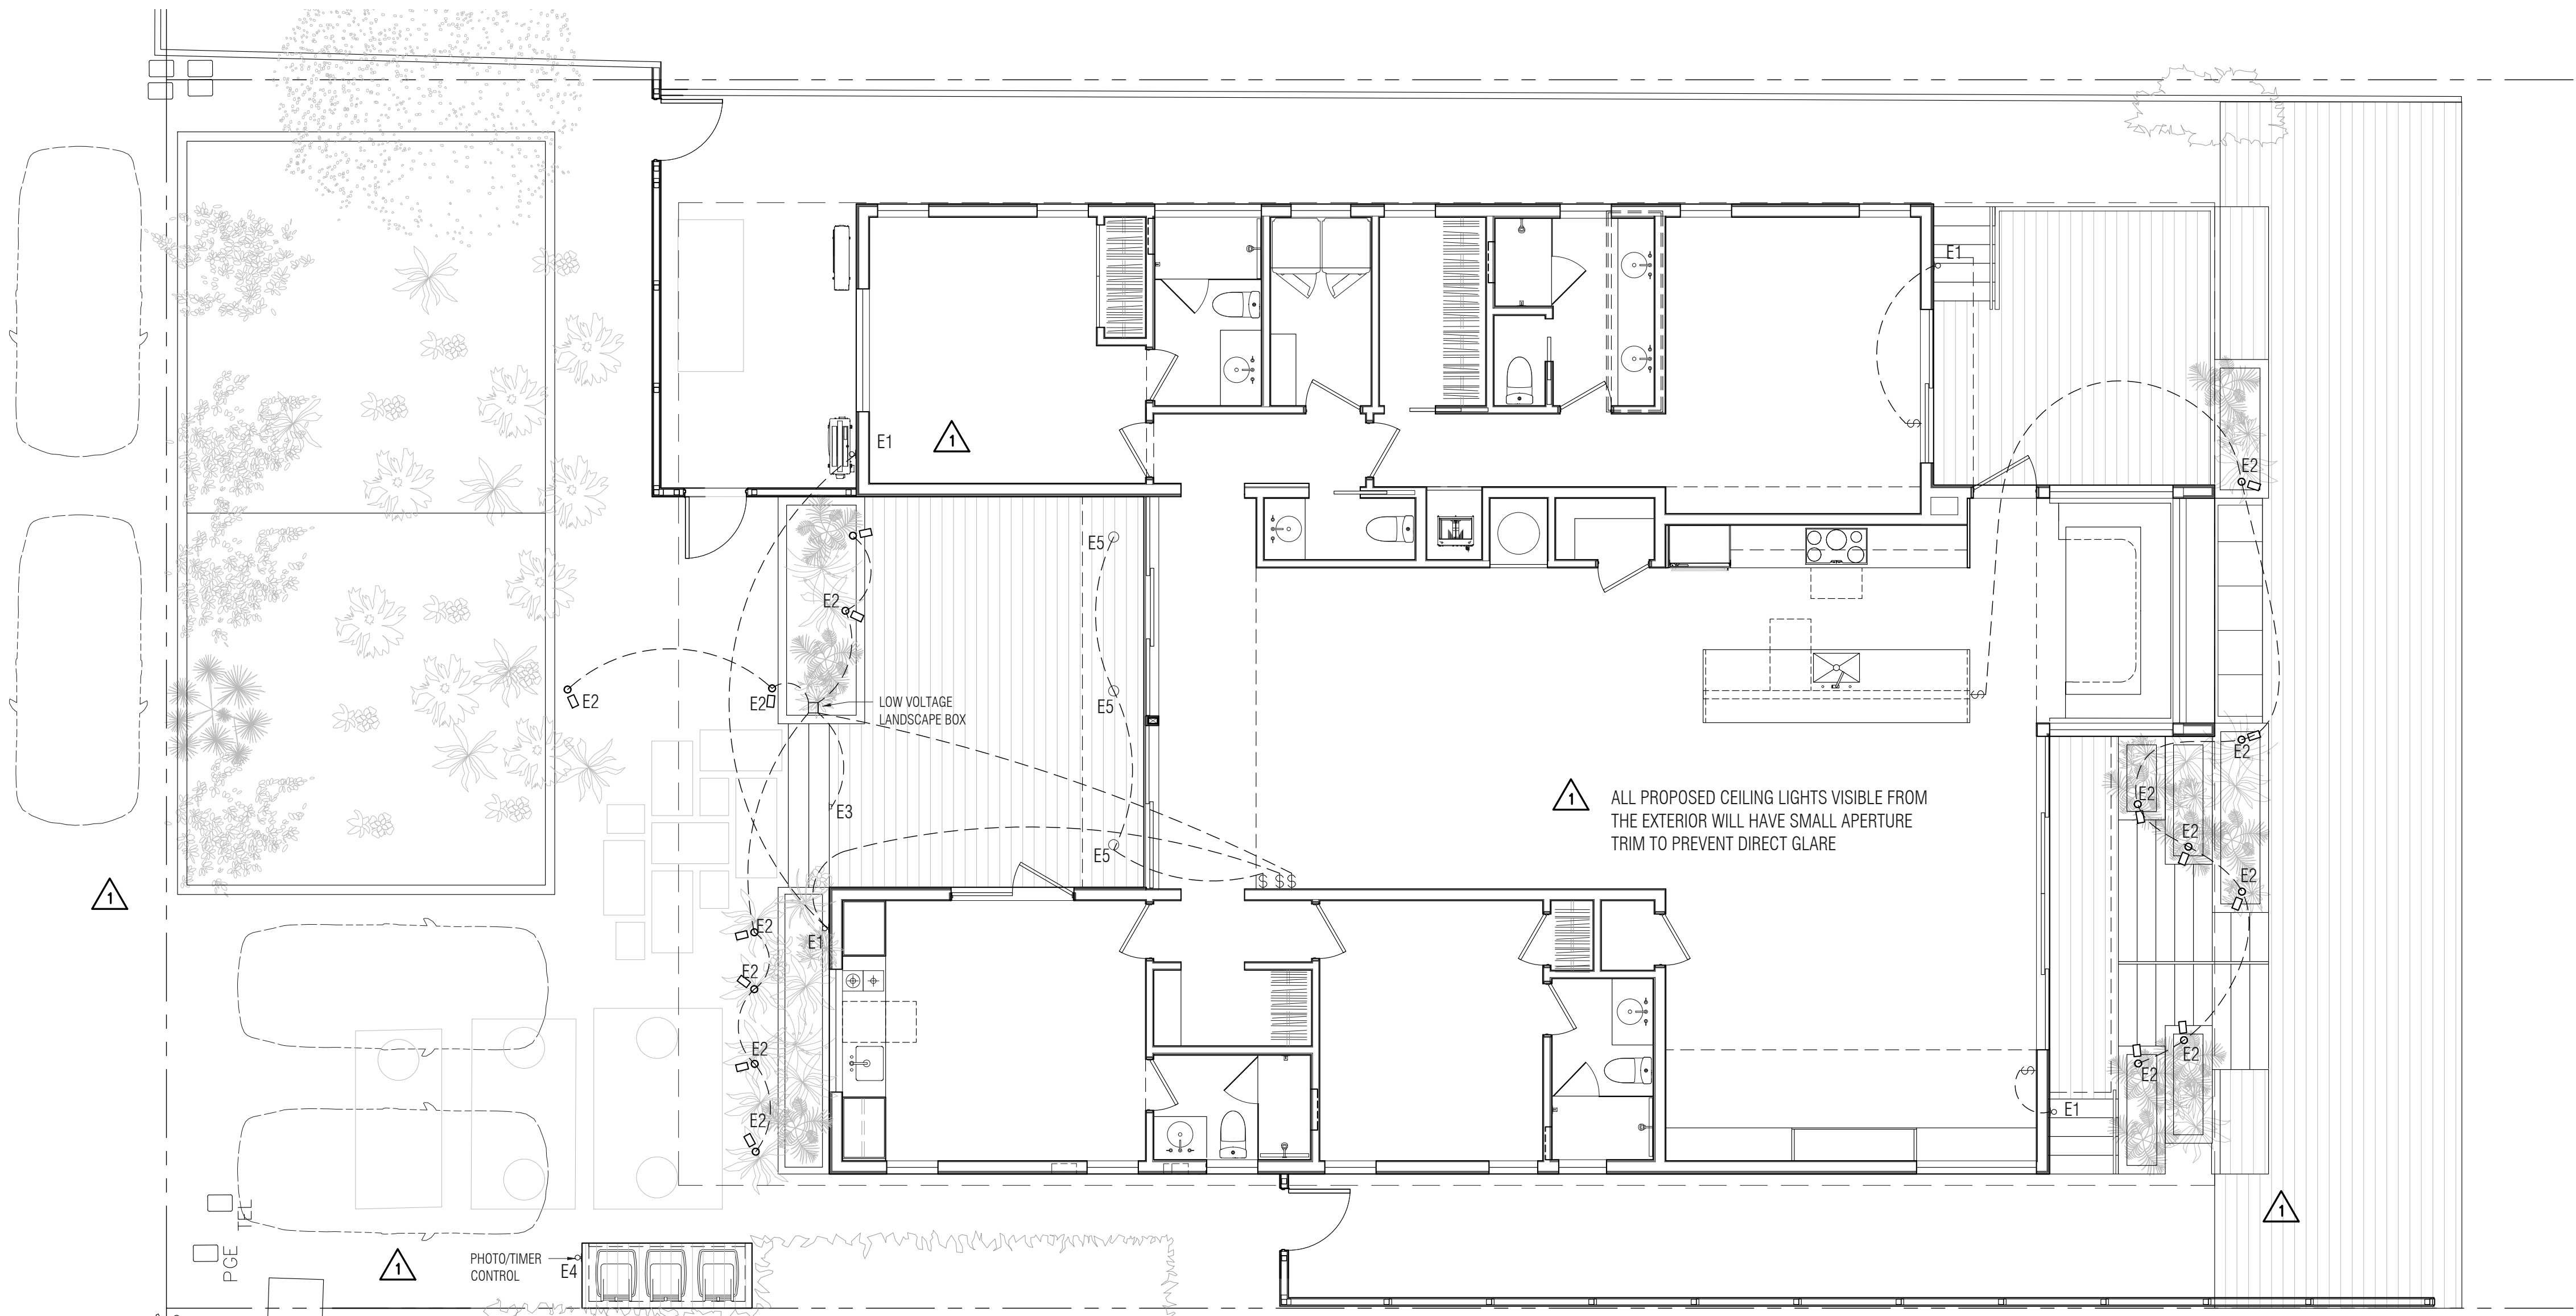 E1
E1
1
E2
E5
E2
E5
E2
E2
LOW VOLTAGE
LANDSCAPE BOX
E2
E3
1
ALL PROPOSED CEILING LIGHTS VISIBLE FROM
THE EXTERIOR WILL HAVE SMALL APERTURE
TRIM TO PREVENT DIRECT GLARE
E2
E2
E5
E2
$ $ $
$
$
1
E2
E1
E2
E2
E2
E2
$
E1
E2
TEL
PGE
1
1
PHOTO/TIMER
CONTROL
E4